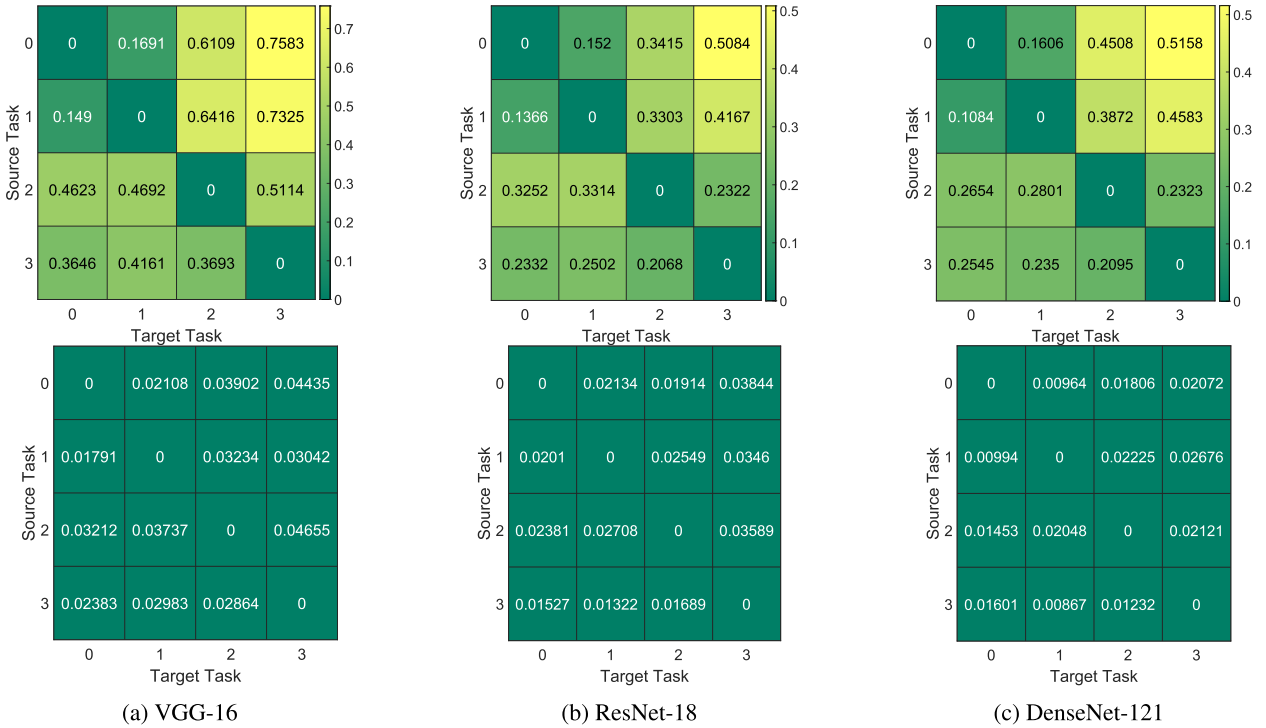 0 0 0.1691 0.6109 0.7583
1 0.149 0 0.6416 0.7325
2 0.4623 0.4692 0 0.5114
3 0.3646 0.4161 0.3693 0
0 1 2 3
Source Task
Target Task
0.7
0.6
0.5
0.4
0.3
0.2
0.1
0
0 0 0.152 0.3415 0.5084
1 0.1366 0 0.3303 0.4167
2 0.3252 0.3314 0 0.2322
3 0.2332 0.2502 0.2068 0
0 1 2 3
Source Task
Target Task
0.5
0.4
0.3
0.2
0.1
0
0 0 0.1606 0.4508 0.5158
1 0.1084 0 0.3872 0.4583
2 0.2654 0.2801 0 0.2323
3 0.2545 0.235 0.2095 0
0 1 2 3
Source Task
Target Task
0.5
0.4
0.3
0.2
0.1
0
0 0 0.02108 0.03902 0.04435
1 0.01791 0 0.03234 0.03042
2 0.03212 0.03737 0 0.04655
3 0.02383 0.02983 0.02864 0
0 1 2 3
Source Task
Target Task
0 0 0.02134 0.01914 0.03844
1 0.0201 0 0.02549 0.0346
2 0.02381 0.02708 0 0.03589
3 0.01527 0.01322 0.01689 0
0 1 2 3
Source Task
Target Task
0 0 0.00964 0.01806 0.02072
1 0.00994 0 0.02225 0.02676
2 0.01453 0.02048 0 0.02121
3 0.01601 0.00867 0.01232 0
0 1 2 3
Source Task
Target Task
(a) VGG-16
(b) ResNet-18
(c) DenseNet-121